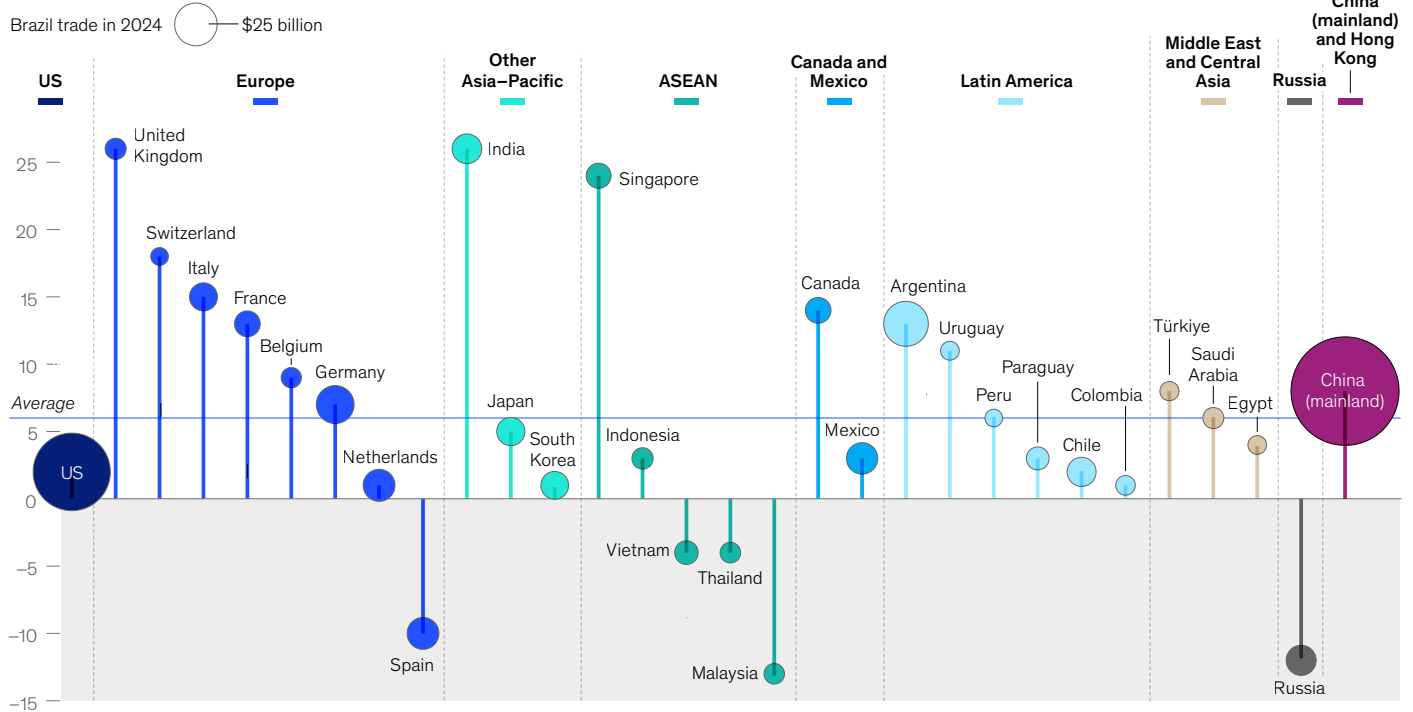 Brazil trade in 2024
$25 billion
US
Europe
Other
Asia–Pacific
ASEAN
Canada and
Mexico
Latin America
Middle East
and Central
Asia
Russia
China
(mainland)
and Hong
Kong
25
20
15
10
Average
5
0
–5
–10
–15
US
United
Kingdom
Switzerland
Italy
France
Belgium
Germany
Netherlands
Spain
India
Japan
South
Korea
Singapore
Indonesia
Vietnam
Thailand
Malaysia
Canada
Mexico
Argentina
Uruguay
Peru
Paraguay
Chile
Colombia
Türkiye
Saudi
Arabia
Egypt
Russia
China
(mainland)